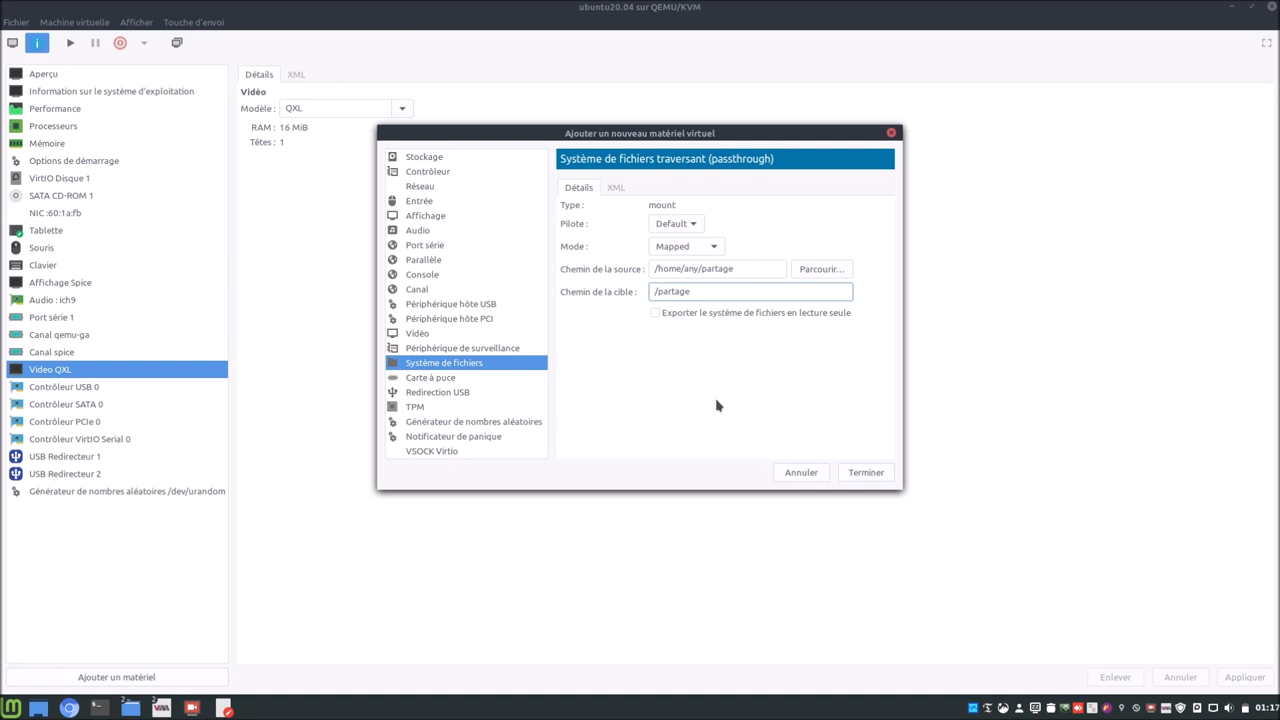 ubuntu20.04 sur QEMU/KVM
Fichier Machine virtuelle Afficher Touche d'envoi
Aperçu
Information sur le système d'exploitation
Performance
Processeurs
Mémoire
Options de démarrage
VirtIO Disque 1
SATA CD-ROM 1
NIC :60:1a:fb
Tablette
Souris
Clavier
Affichage Spice
Audio : ich9
Port série 1
Canal qemu-ga
Canal spice
Video QXL
Contrôleur USB 0
Contrôleur SATA 0
Contrôleur PCIe 0
Contrôleur VirtIO Serial 0
USB Redirecteur 1
USB Redirecteur 2
Générateur de nombres aléatoires /dev/urandom
Ajouter un matériel
Détails XML
Vidéo
Modèle : QXL
RAM : 16 MiB
Têtes : 1
Ajouter un nouveau matériel virtuel
Stockage
Contrôleur
Réseau
Entrée
Affichage
Audio
Port série
Parallèle
Console
Canal
Périphérique hôte USB
Périphérique hôte PCI
Vidéo
Périphérique de surveillance
Système de fichiers
Carte à puce
Redirection USB
TPM
Générateur de nombres aléatoires
Notificateur de panique
VSOCK Virtio
Système de fichiers traversant (passthrough)
Détails XML
Type : mount
Pilote : Default
Mode : Mapped
Chemin de la source : /home/any/partage Parcourir...
Chemin de la cible : /partage
Exporter le système de fichiers en lecture seule
Annuler Terminer
Enlever Annuler Appliquer
01:17